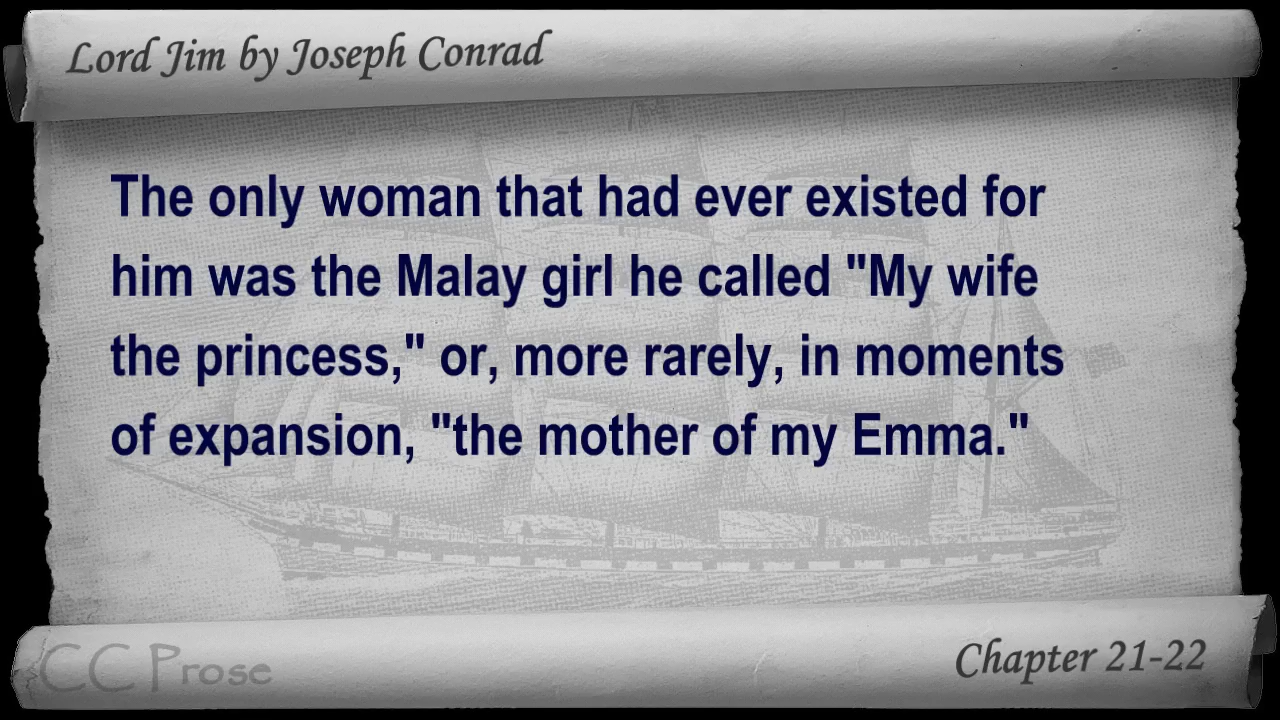 Lord Jim by Joseph Conrad
The only woman that had ever existed for
him was the Malay girl he called "My wife
the princess," or, more rarely, in moments
of expansion, "the mother of my Emma."
CC Prose
Chapter 21-22